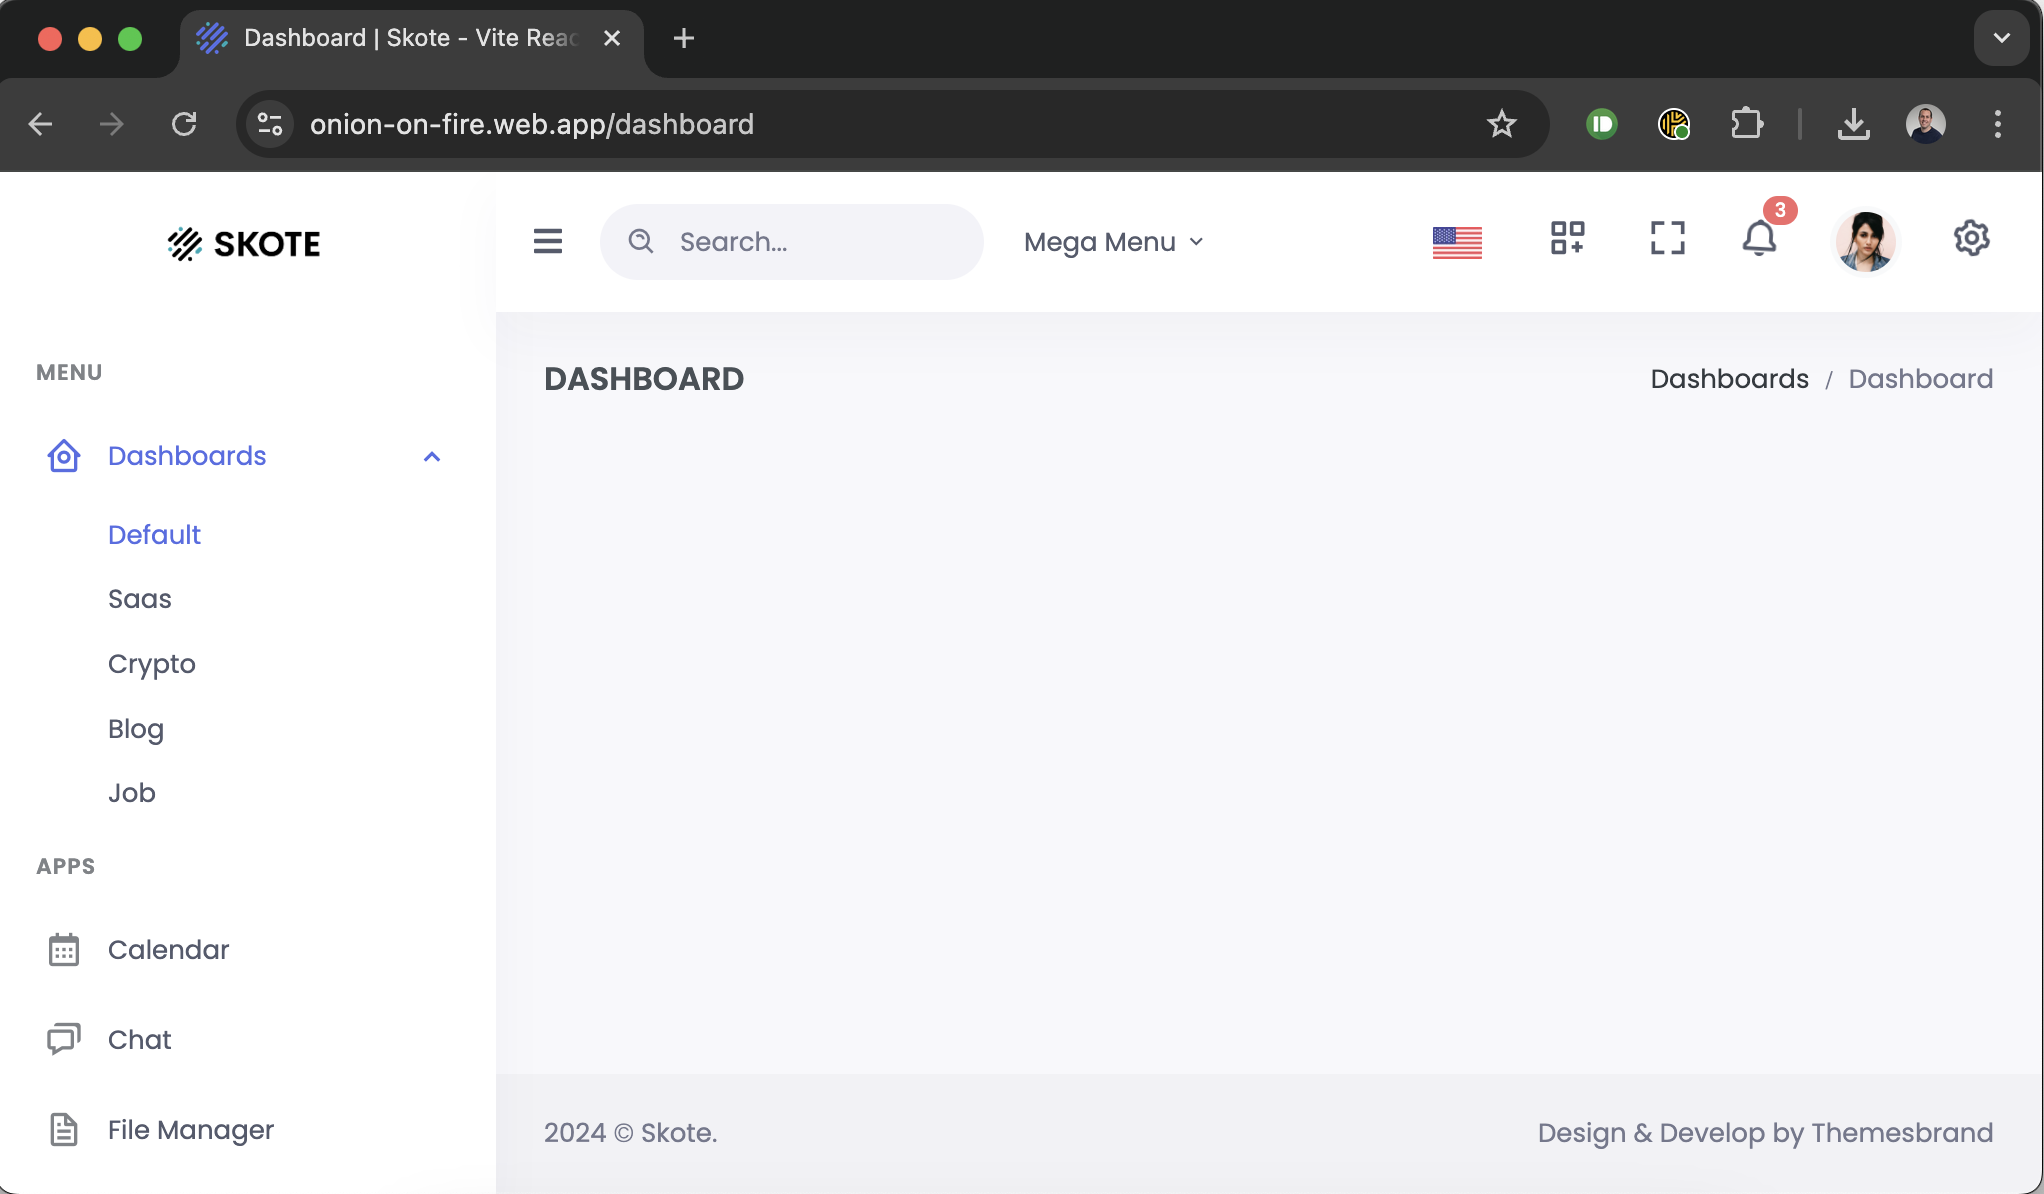 Dashboard | Skote - Vite Reac
onion-on-fire.web.app/dashboard
SKOTE
Search...
Mega Menu
3
MENU
Dashboards
Default
Saas
Crypto
Blog
Job
APPS
Calendar
Chat
File Manager
DASHBOARD
Dashboards / Dashboard
2024 © Skote.
Design & Develop by Themesbrand